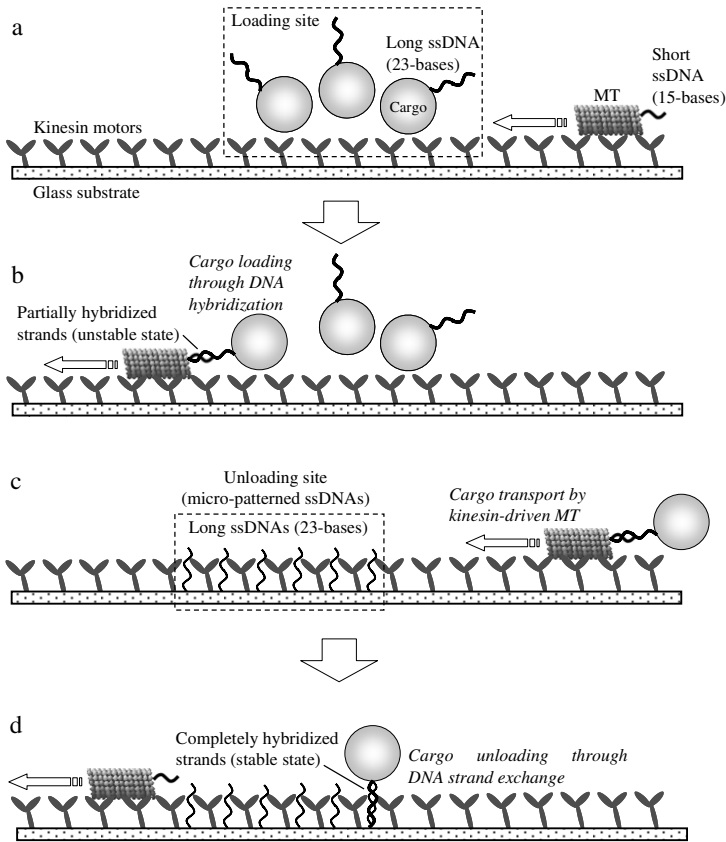 a
Loading site
Long ssDNA
(23-bases)
Cargo
Short
ssDNA
(15-bases)
MT
Kinesin motors
Glass substrate
b
Cargo loading
through DNA
hybridization
Partially hybridized
strands (unstable state)
c
Unloading site
(micro-patterned ssDNAs)
Long ssDNAs (23-bases)
Cargo transport by
kinesin-driven MT
d
Completely hybridized
strands (stable state)
Cargo unloading through
DNA strand exchange